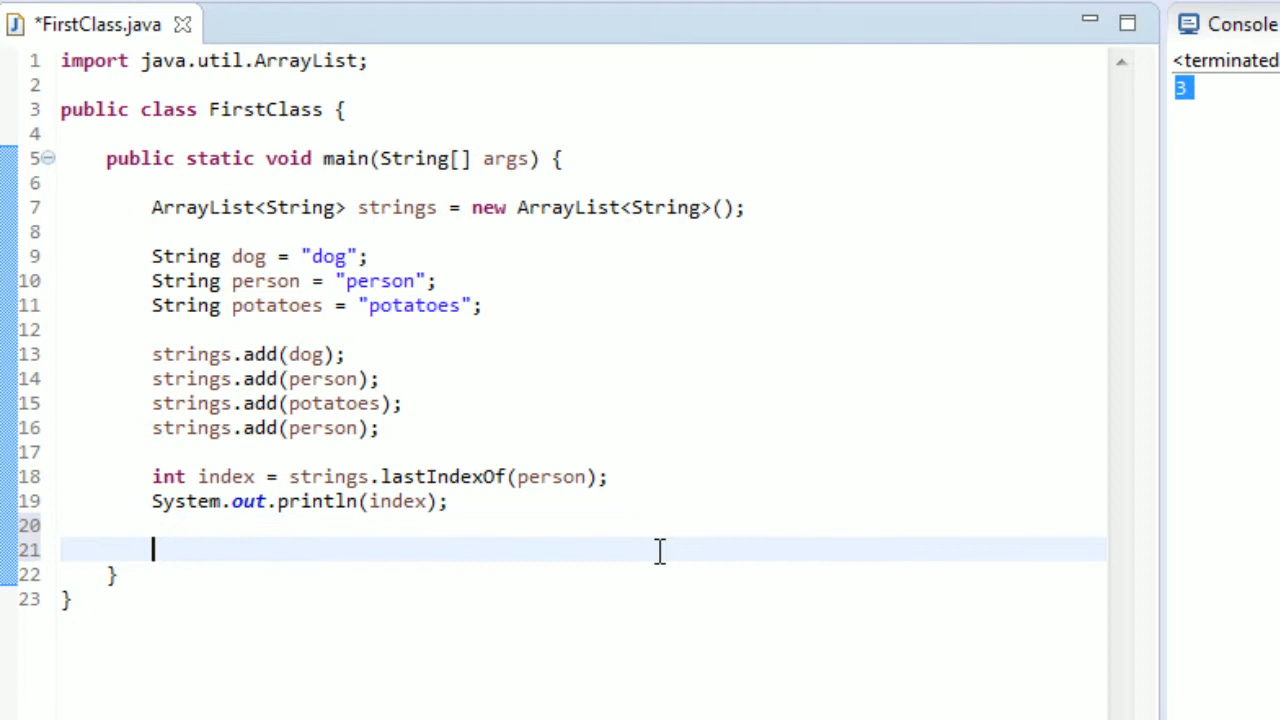 *FirstClass.java
Console
1 import java.util.ArrayList;
2
3 public class FirstClass {
4
5 public static void main(String[] args) {
6
7 ArrayList<String> strings = new ArrayList<String>();
8
9 String dog = "dog";
10 String person = "person";
11 String potatoes = "potatoes";
12
13 strings.add(dog);
14 strings.add(person);
15 strings.add(potatoes);
16 strings.add(person);
17
18 int index = strings.lastIndexOf(person);
19 System.out.println(index);
20
21
22 }
23 }
<terminated
3